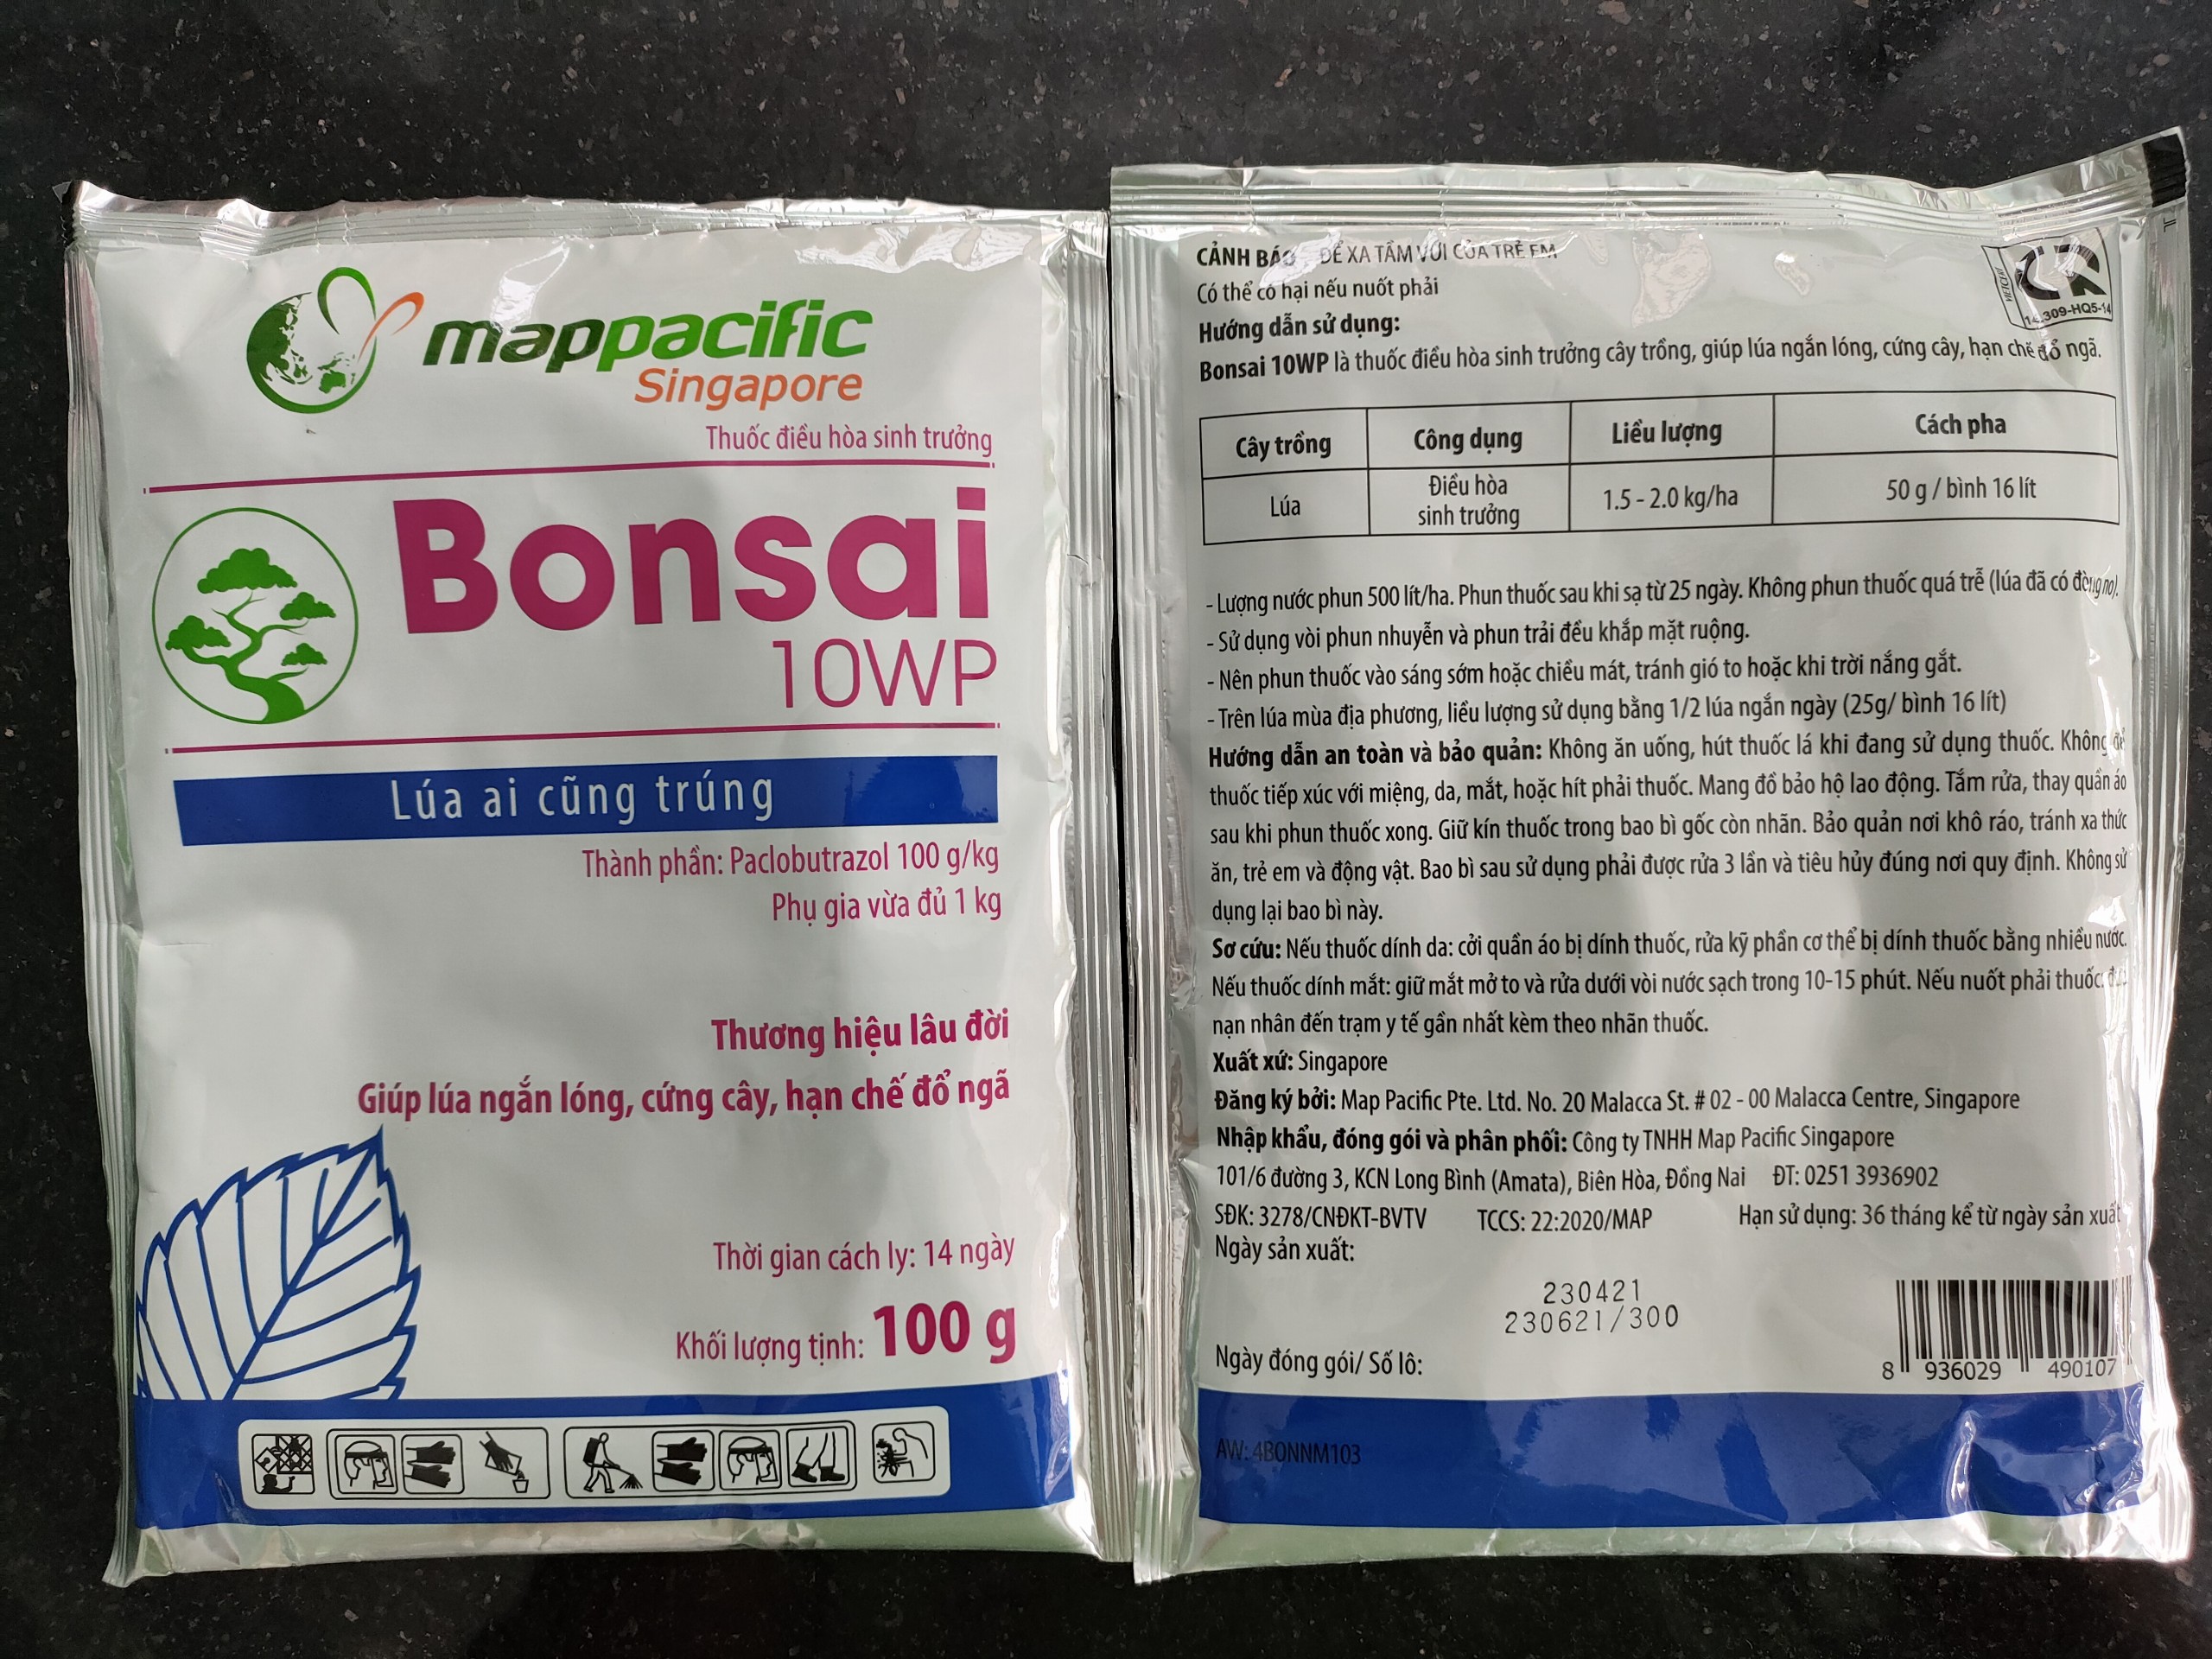 mappacific
Singapore
Thuốc điều hòa sinh trưởng
Bonsai
10WP
Lúa ai cũng trúng
Thành phần: Paclobutrazol 100 g/kg
Phụ gia vừa đủ 1 kg
Thương hiệu lâu đời
Giúp lúa ngắn lóng, cứng cây, hạn chế đổ ngã
Thời gian cách ly: 14 ngày
Khối lượng tịnh: 100 g
CẢNH BÁO ĐỂ XA TẦM VỚI CỦA TRẺ EM
Có thể có hại nếu nuốt phải
VIETCERT
CR
14.309-HQ5-14
Hướng dẫn sử dụng:
Bonsai 10WP là thuốc điều hòa sinh trưởng cây trồng, giúp lúa ngắn lóng, cứng cây, hạn chế đổ ngã.
Cây trồng Công dụng Liều lượng Cách pha
Lúa Điều hòa sinh trưởng 1.5 - 2.0 kg/ha 50 g / bình 16 lít
- Lượng nước phun 500 lít/ha. Phun thuốc sau khi sạ từ 25 ngày. Không phun thuốc quá trễ (lúa đã có đòng no).
- Sử dụng vòi phun nhuyễn và phun trải đều khắp mặt ruộng.
- Nên phun thuốc vào sáng sớm hoặc chiều mát, tránh gió to hoặc khi trời nắng gắt.
- Trên lúa mùa địa phương, liều lượng sử dụng bằng 1/2 lúa ngắn ngày (25g/ bình 16 lít)
Hướng dẫn an toàn và bảo quản: Không ăn uống, hút thuốc lá khi đang sử dụng thuốc. Không để
thuốc tiếp xúc với miệng, da, mắt, hoặc hít phải thuốc. Mang đồ bảo hộ lao động. Tắm rửa, thay quần áo
sau khi phun thuốc xong. Giữ kín thuốc trong bao bì gốc còn nhãn. Bảo quản nơi khô ráo, tránh xa thức
ăn, trẻ em và động vật. Bao bì sau sử dụng phải được rửa 3 lần và tiêu hủy đúng nơi quy định. Không sử
dụng lại bao bì này.
Sơ cứu: Nếu thuốc dính da: cởi quần áo bị dính thuốc, rửa kỹ phần cơ thể bị dính thuốc bằng nhiều nước.
Nếu thuốc dính mắt: giữ mắt mở to và rửa dưới vòi nước sạch trong 10-15 phút. Nếu nuốt phải thuốc:
nạn nhân đến trạm y tế gần nhất kèm theo nhãn thuốc.
Xuất xứ: Singapore
Đăng ký bởi: Map Pacific Pte. Ltd. No. 20 Malacca St. # 02 - 00 Malacca Centre, Singapore
Nhập khẩu, đóng gói và phân phối: Công ty TNHH Map Pacific Singapore
101/6 đường 3, KCN Long Bình (Amata), Biên Hòa, Đồng Nai ĐT: 0251 3936902
SĐK: 3278/CNĐKT-BVTV TCCS: 22:2020/MAP Hạn sử dụng: 36 tháng kể từ ngày sản xuất
Ngày sản xuất:
230421
230621/300
Ngày đóng gói/ Số lô:
8 936029 490107
AW: 4BONNM103